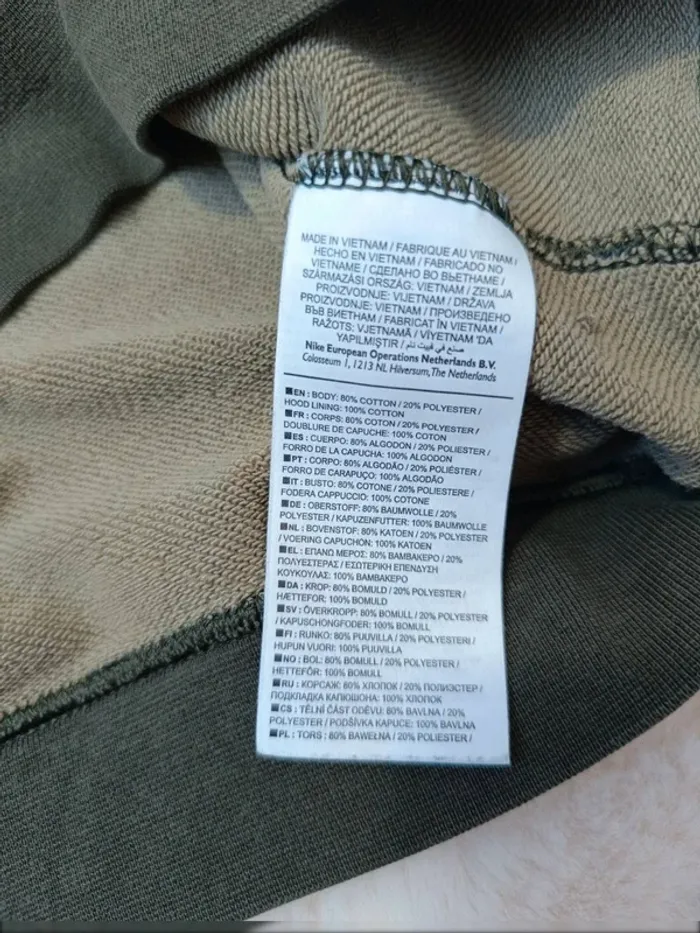 MADE IN VIETNAM / FABRIQUE AU VIETNAM /
HECHO EN VIETNAM / FABRICADO NO
VIETNAME / СДЕЛАНО ВО ВЬЕТНАМЕ /
SZÁRMAZÁSI ORSZÁG: VIETNAM / ZEMLJA
PROIZVODNJE: VIJETNAM / DRŽAVA
PROIZVODNJE: VIETNAM / ПРОИЗВЕДЕНО
ВЪВ ВИЕТНАМ / FABRICAT ÎN VIETNAM /
RAŽOTS: VJETNAMĀ / VİYETNAM 'DA
YAPILMIŞTIR / صنع في فييت نام
Nike European Operations Netherlands B.V.
Colosseum 1, 1213 NL Hilversum, The Netherlands
EN : BODY: 80% COTTON / 20% POLYESTER /
HOOD LINING: 100% COTTON
FR : CORPS: 80% COTON / 20% POLYESTER /
DOUBLURE DE CAPUCHE: 100% COTON
ES : CUERPO: 80% ALGODON / 20% POLIESTER /
FORRO DE LA CAPUCHA: 100% ALGODON
PT : CORPO: 80% ALGODÃO / 20% POLIÉSTER /
FORRO DE CARAPUÇO: 100% ALGODÃO
IT : BUSTO: 80% COTONE / 20% POLIESTERE /
FODERA CAPPUCCIO: 100% COTONE
DE : OBERSTOFF: 80% BAUMWOLLE / 20%
POLYESTER / KAPUZENFUTTER: 100% BAUMWOLLE
NL : BOVENSTOF: 80% KATOEN / 20% POLYESTER
/ VOERING CAPUCHON: 100% KATOEN
EL : ΕΠΑΝΩ ΜΕΡΟΣ: 80% ΒΑΜΒΑΚΕΡΟ / 20%
ΠΟΛΥΕΣΤΕΡΑΣ / ΕΣΩΤΕΡΙΚΗ ΕΠΕΝΔΥΣΗ
ΚΟΥΚΟΥΛΑΣ: 100% ΒΑΜΒΑΚΕΡΟ
DA : KROP: 80% BOMULD / 20% POLYESTER /
HÆTTEFOR: 100% BOMULD
SV : ÖVERKROPP: 80% BOMULL / 20% POLYESTER
/ KAPUSCHONGFODER: 100% BOMULL
FI : RUNKO: 80% PUUVILLA / 20% POLYESTERI /
HUPUN VUORI: 100% PUUVILLA
NO : BOL: 80% BOMULL / 20% POLYESTER /
HETTEFÔR: 100% BOMULL
RU : КОРСАЖ: 80% ХЛОПОК / 20% ПОЛИЭСТЕР /
ПОДКЛАДКА КАПЮШОНА: 100% ХЛОПОК
CS : TĚLNÍ ČÁST ODĚVU: 80% BAVLNA / 20%
POLYESTER / PODŠÍVKA KAPUCE: 100% BAVLNA
PL : TORS : 80% BAWEŁNA / 20% POLIESTER /